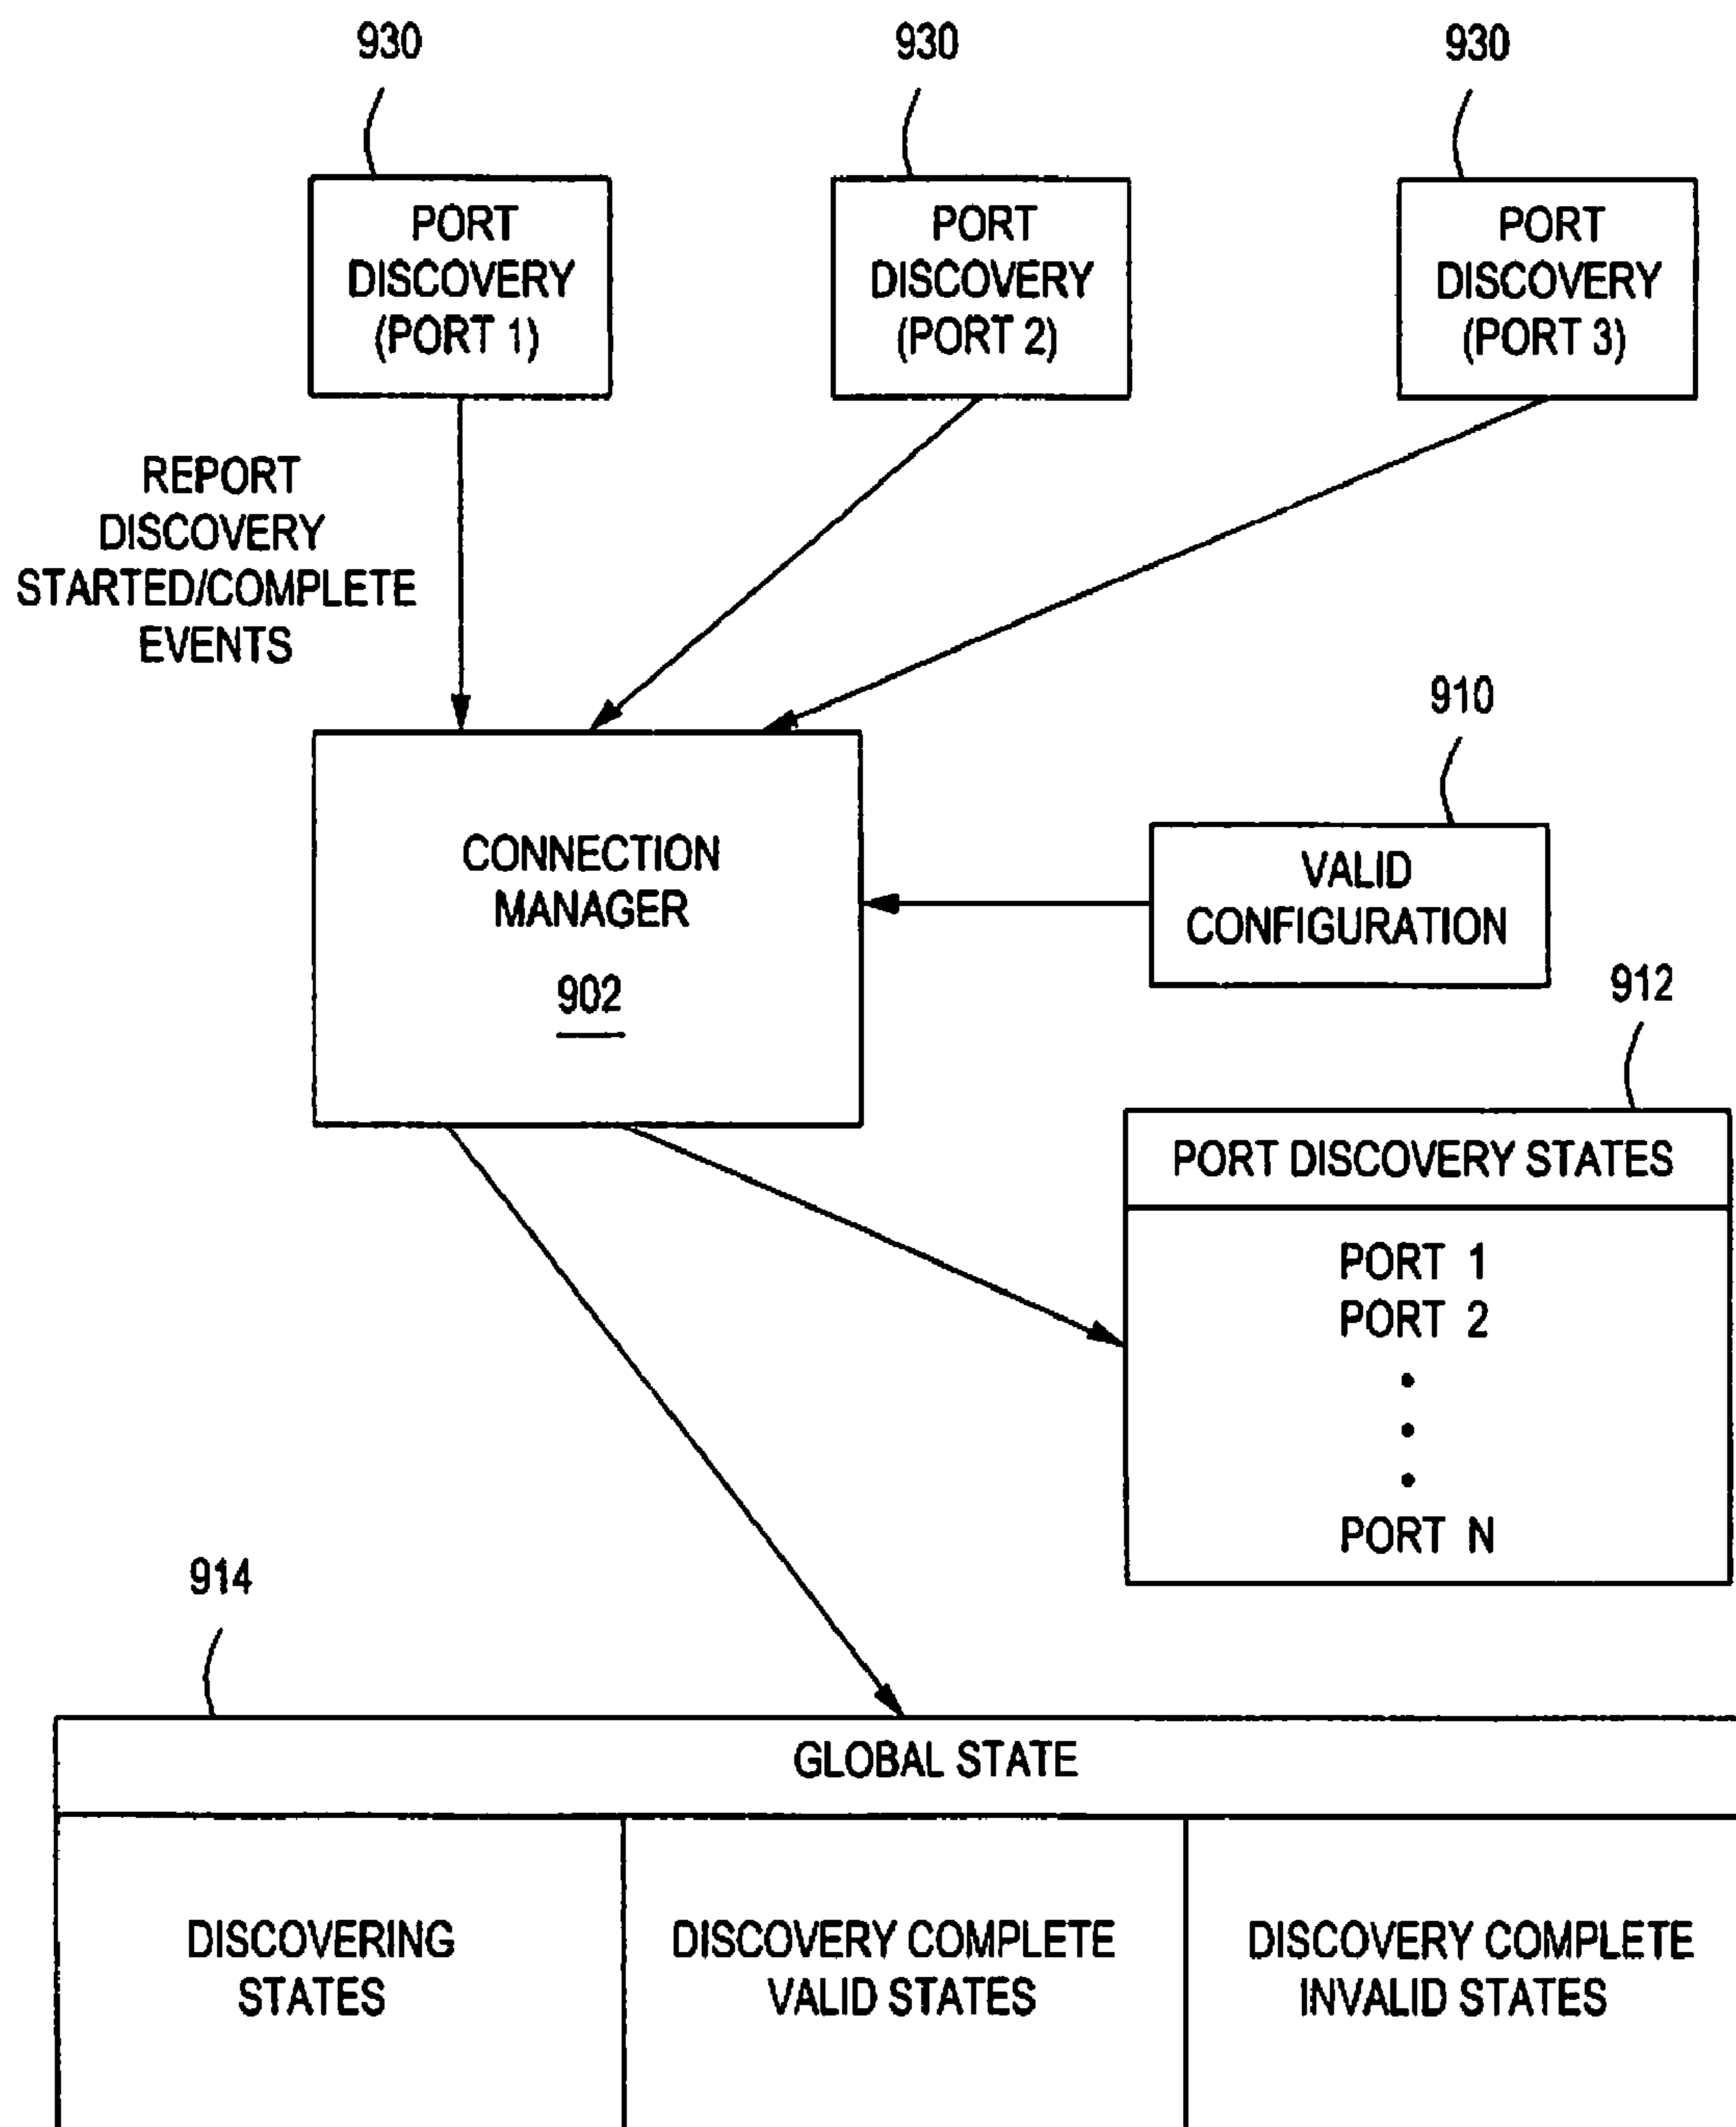 930
930
930
PORT
DISCOVERY
(PORT 1)
PORT
DISCOVERY
(PORT 2)
PORT
DISCOVERY
(PORT 3)
REPORT
DISCOVERY
STARTED/COMPLETE
EVENTS
910
CONNECTION
MANAGER
902
VALID
CONFIGURATION
912
PORT DISCOVERY STATES
PORT 1
PORT 2
PORT N
914
GLOBAL STATE
DISCOVERING
STATES
DISCOVERY COMPLETE
VALID STATES
DISCOVERY COMPLETE
INVALID STATES